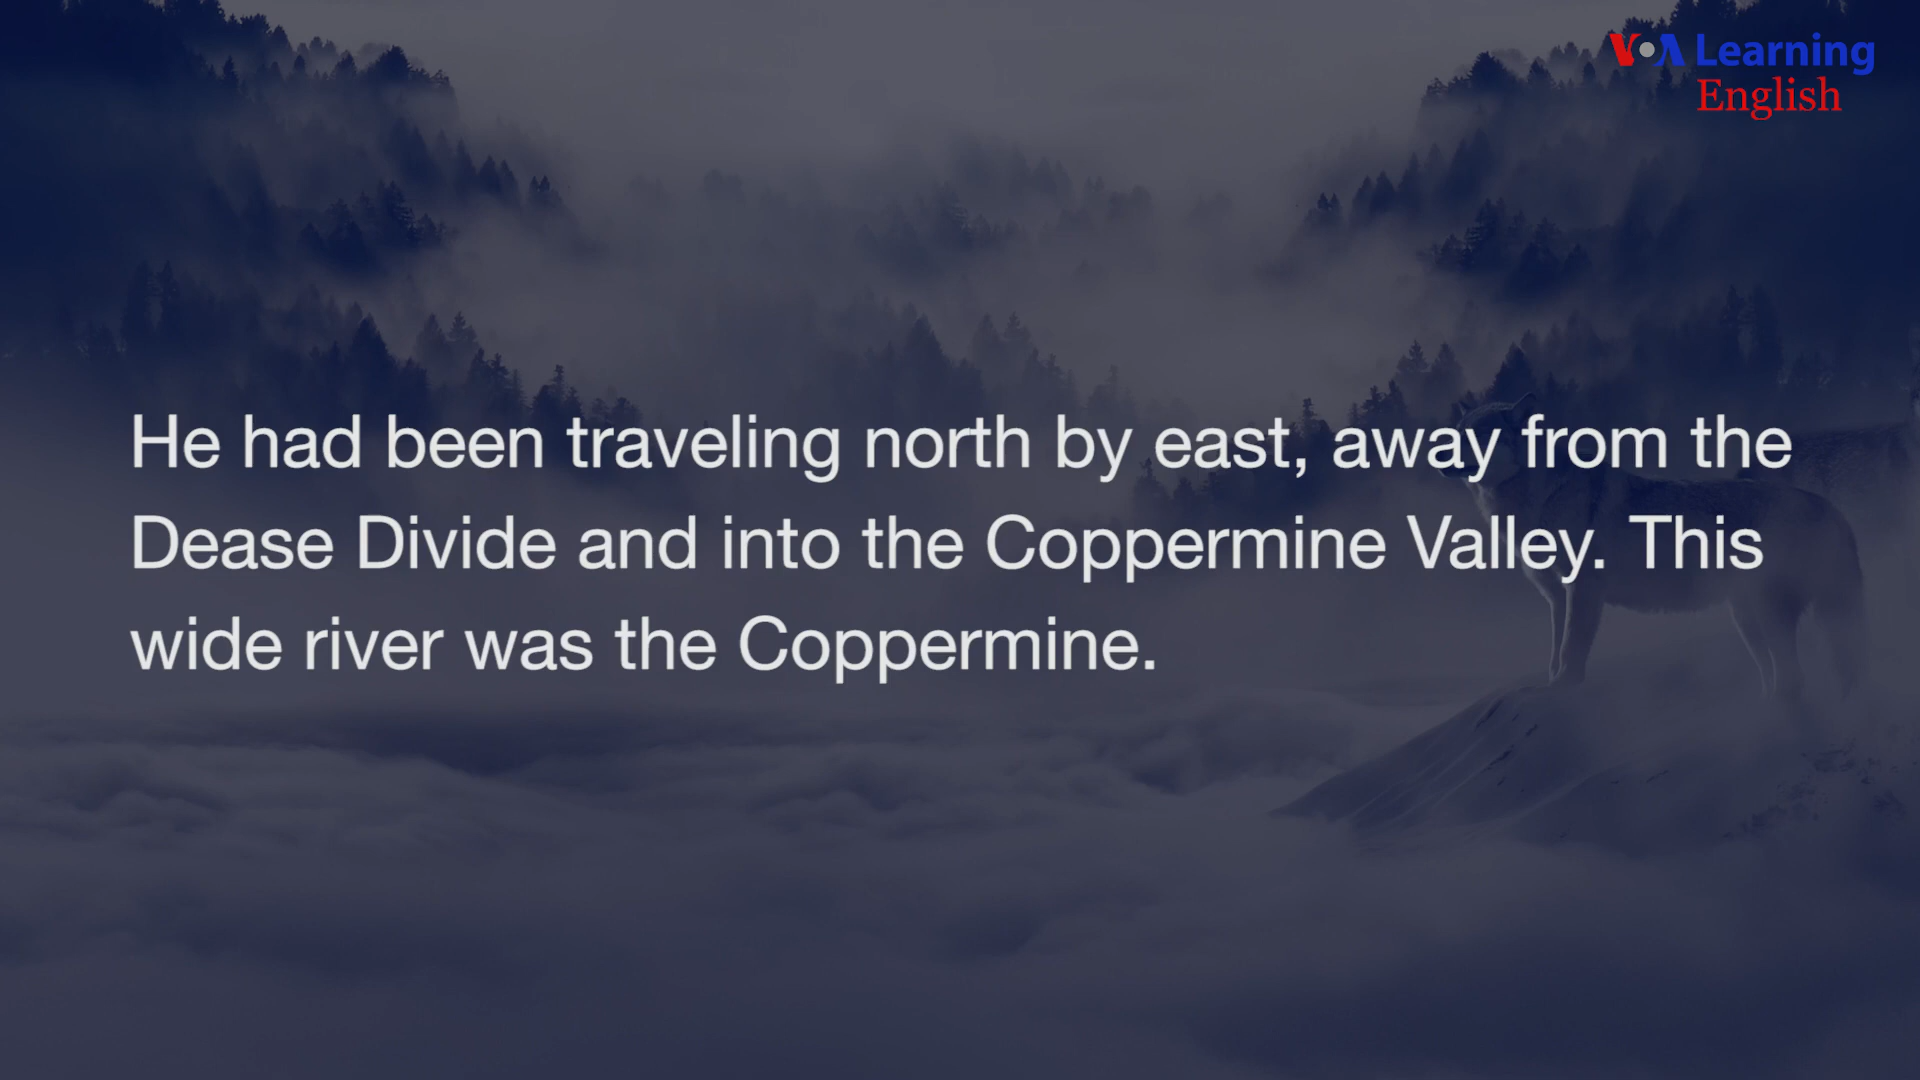 VOA Learning
English
He had been traveling north by east, away from the
Dease Divide and into the Coppermine Valley. This
wide river was the Coppermine.